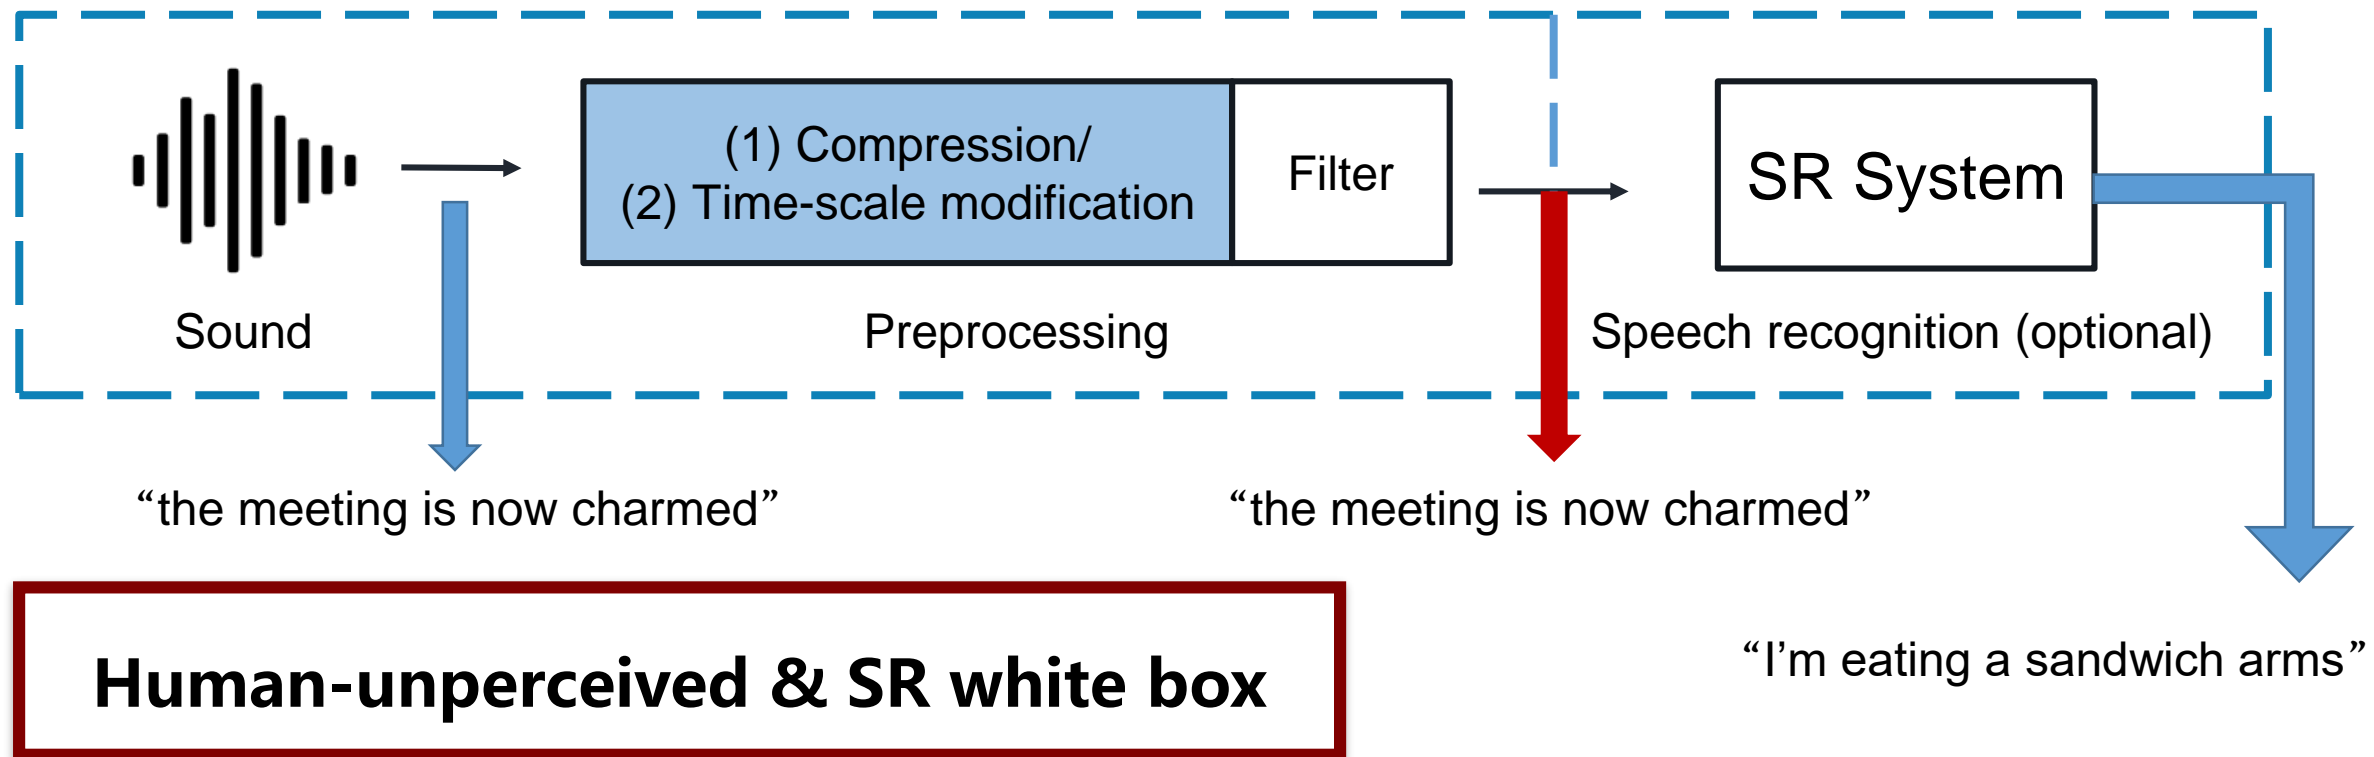 (1) Compression/
(2) Time-scale modification
Filter
SR System
Sound
Preprocessing
Speech recognition (optional)
“the meeting is now charmed”
“the meeting is now charmed”
“I’m eating a sandwich arms”
Human-unperceived & SR white box